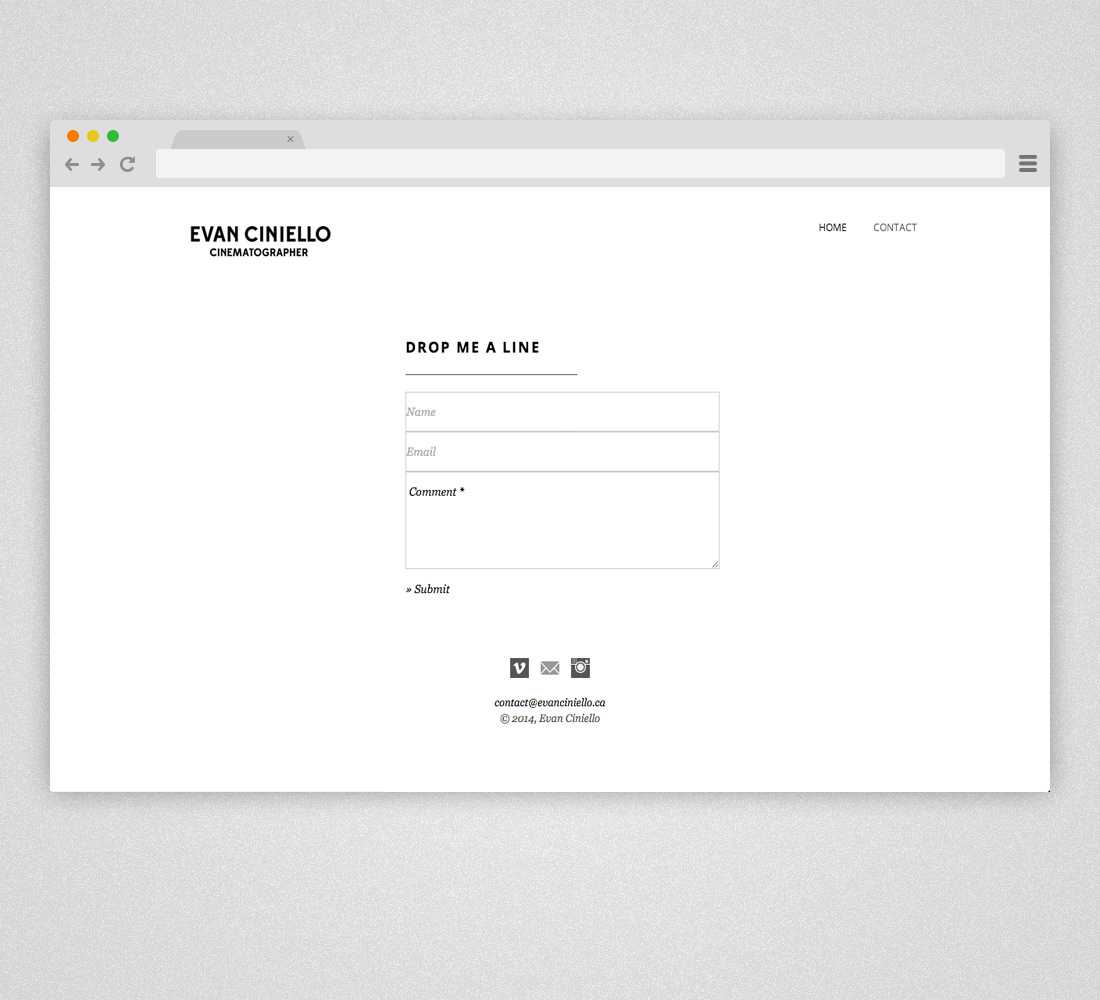 EVAN CINIELLO
CINEMATOGRAPHER
HOME CONTACT
DROP ME A LINE
Name
Email
Comment *
» Submit
contact@evanciniello.ca
© 2014, Evan Ciniello